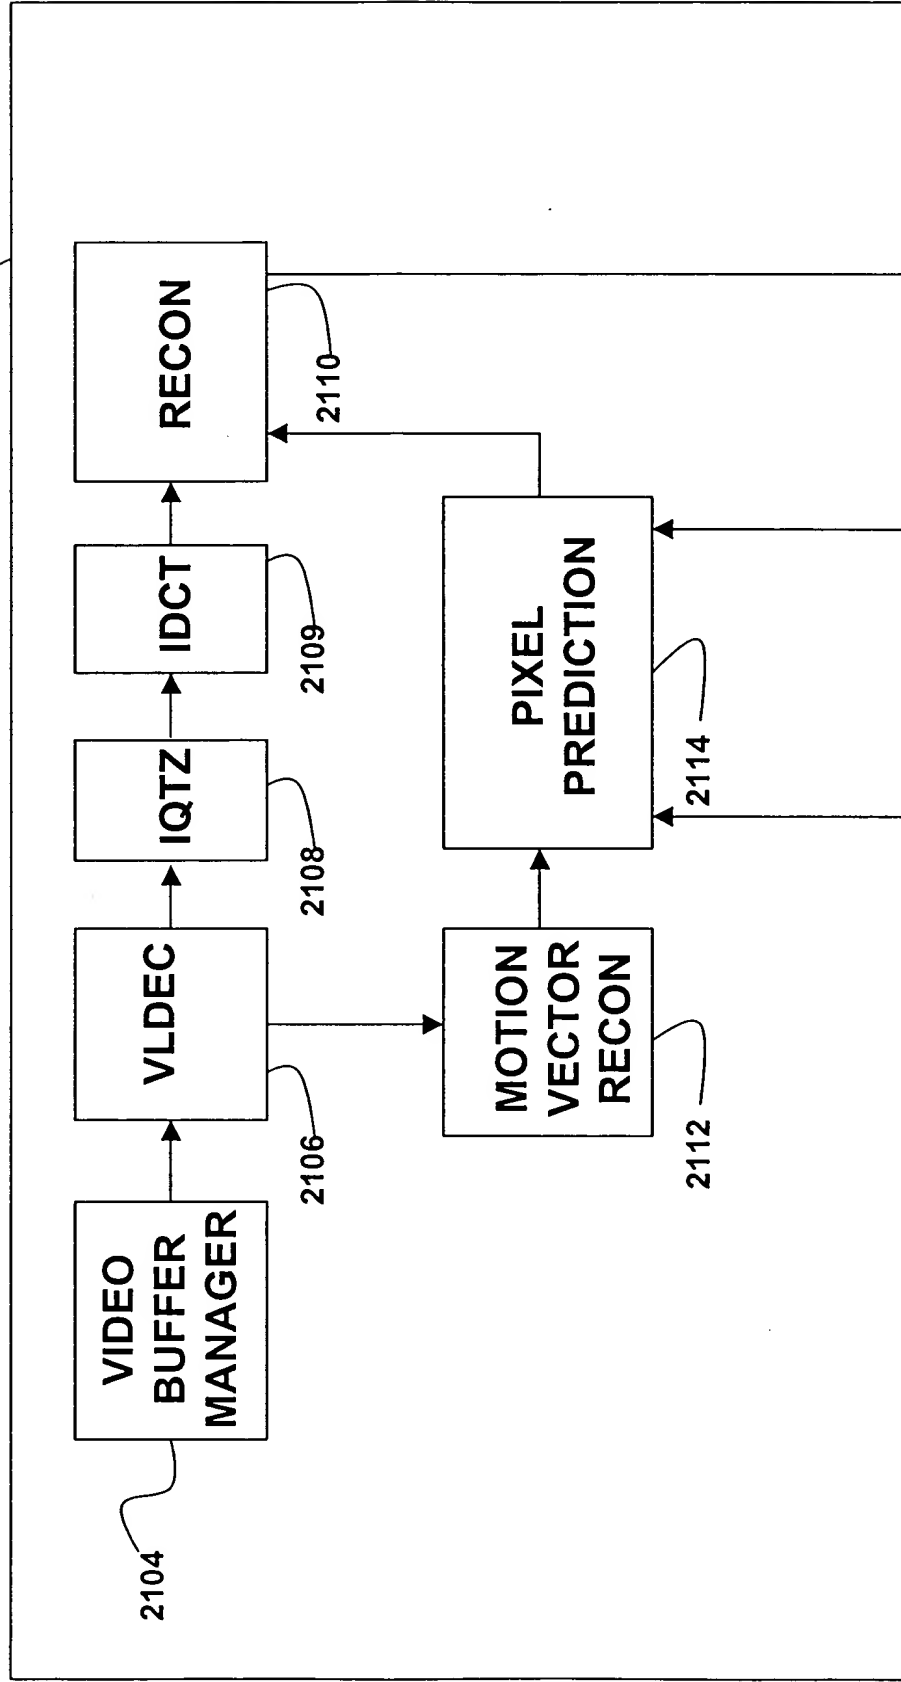 VIDEO
BUFFER
MANAGER
2104
VLDEC
2106
IQTZ
2108
IDCT
2109
RECON
2110
MOTION
VECTOR
RECON
2112
PIXEL
PREDICTION
2114